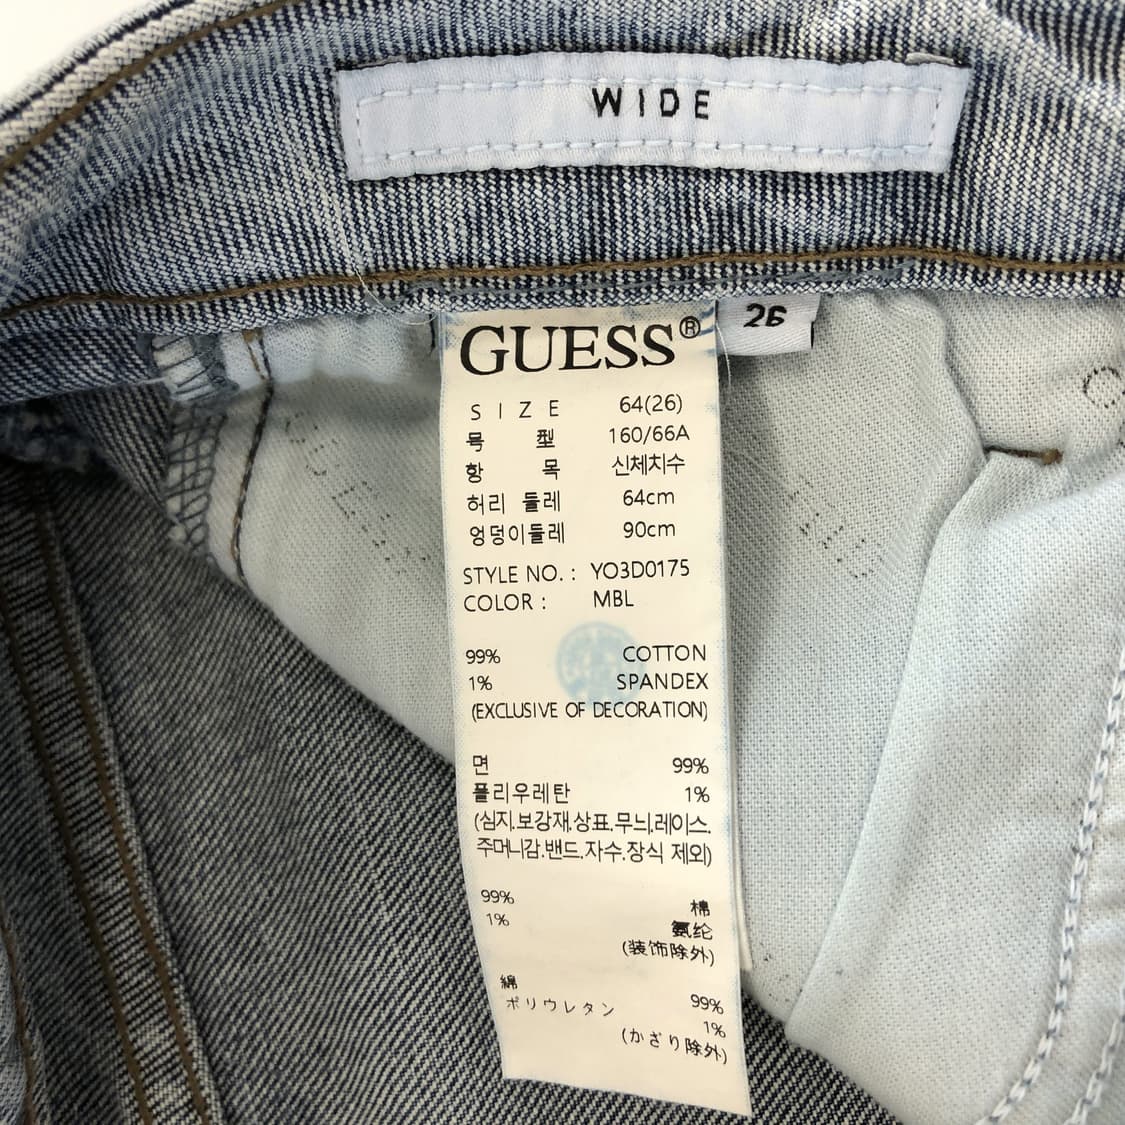 WIDE
26
GUESS®
SIZE 64(26)
号型 160/66A
항목 신체치수
허리 둘레 64cm
엉덩이둘레 90cm
STYLE NO. : YO3D0175
COLOR : MBL
99% COTTON
1% SPANDEX
(EXCLUSIVE OF DECORATION)
면 99%
폴리우레탄 1%
(심지.보강재.상표.무늬.레이스.
주머니감.밴드.자수.장식 제외)
99% 棉
1% 氨纶
(装饰除外)
綿 99%
ポリウレタン 1%
(かざり除外)